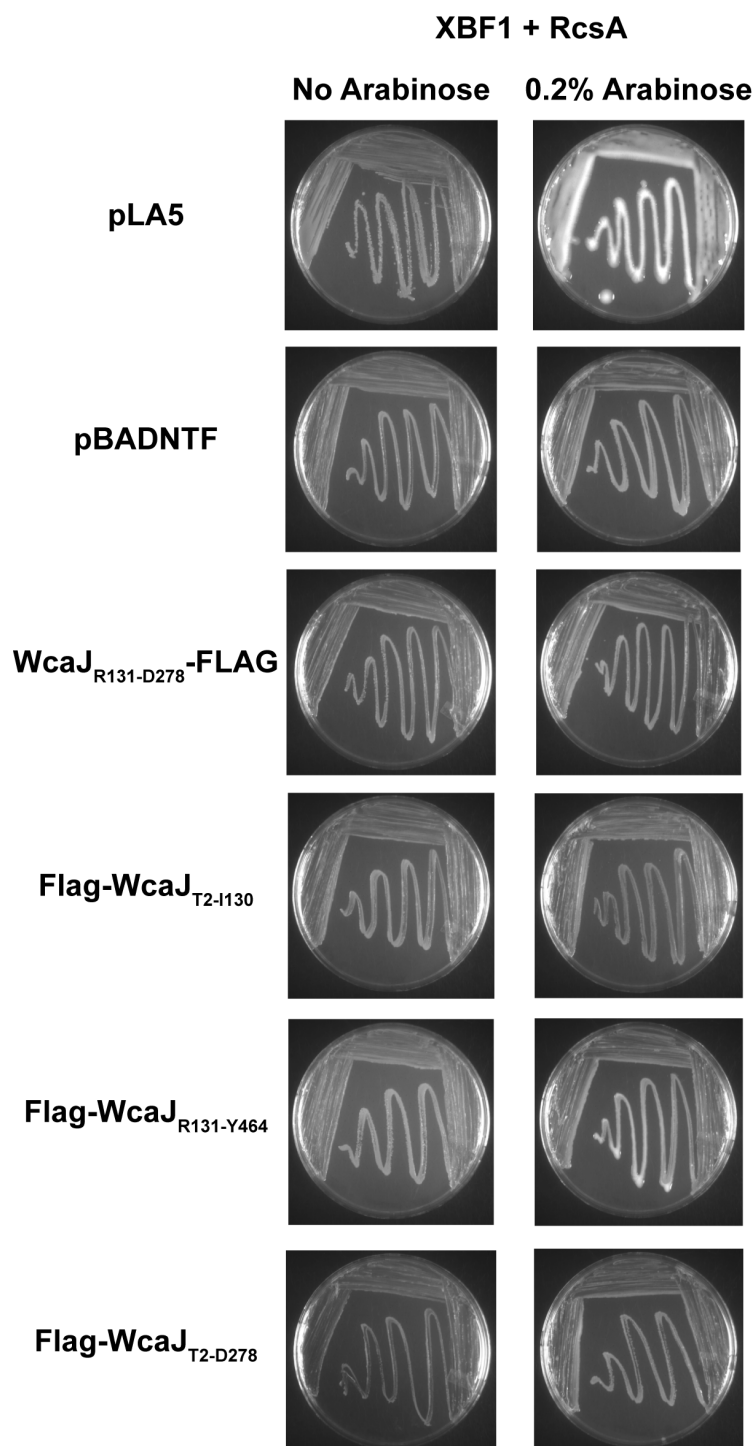 XBF1 + RcsA
No Arabinose 0.2% Arabinose
pLA5
pBADNTF
WcaJR131-D278-FLAG
Flag-WcaJT2-I130
Flag-WcaJR131-Y464
Flag-WcaJT2-D278